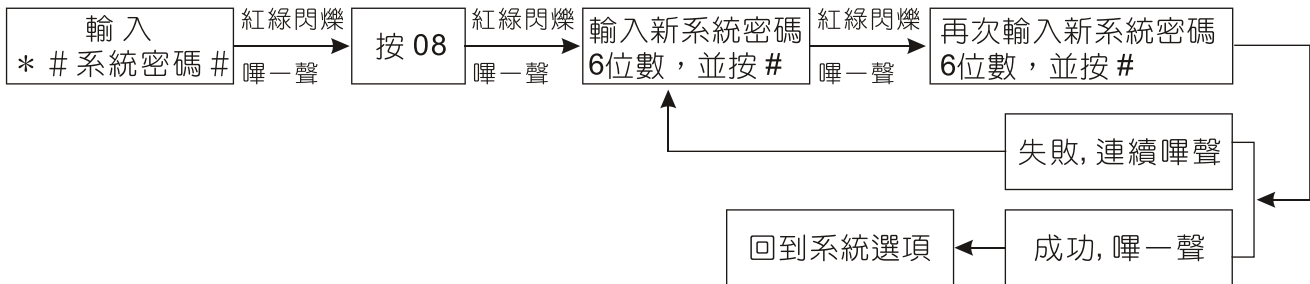 輸入
* # 系統密碼 #
紅綠閃爍
嗶一聲
按 08
紅綠閃爍
嗶一聲
輸入新系統密碼
6位數，並按 #
紅綠閃爍
嗶一聲
再次輸入新系統密碼
6位數，並按 #
失敗, 連續嗶聲
成功, 嗶一聲
回到系統選項